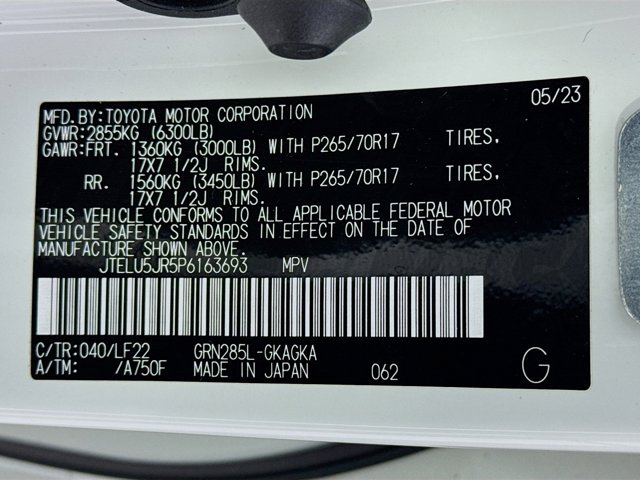 05/23
MFD.BY:TOYOTA MOTOR CORPORATION
GVWR:2855KG (6300LB)
GAWR:FRT. 1360KG (3000LB) WITH P265/70R17 TIRES,
17X7 1/2J RIMS.
RR. 1560KG (3450LB) WITH P265/70R17 TIRES,
17X7 1/2J RIMS.
THIS VEHICLE CONFORMS TO ALL APPLICABLE FEDERAL MOTOR
VEHICLE SAFETY STANDARDS IN EFFECT ON THE DATE OF
MANUFACTURE SHOWN ABOVE.
JTELU5JR5P6163693 MPV
C/TR:040/LF22 GRN285L-GKAGKA
A/TM: /A750F MADE IN JAPAN 062 G